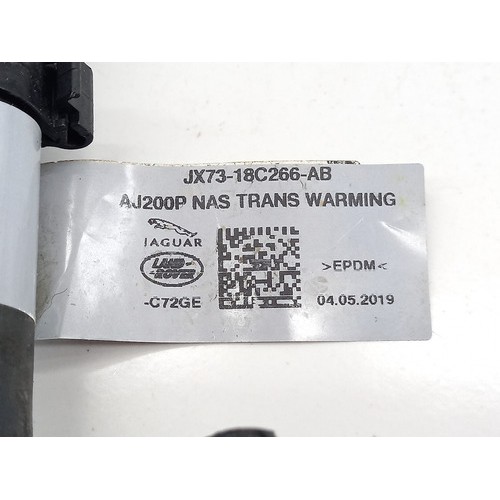 JX73-18C266-AB
AJ200P NAS TRANS WARMING
JAGUAR
LAND-
-ROVER
>EPDM<
-C72GE
04.05.2019